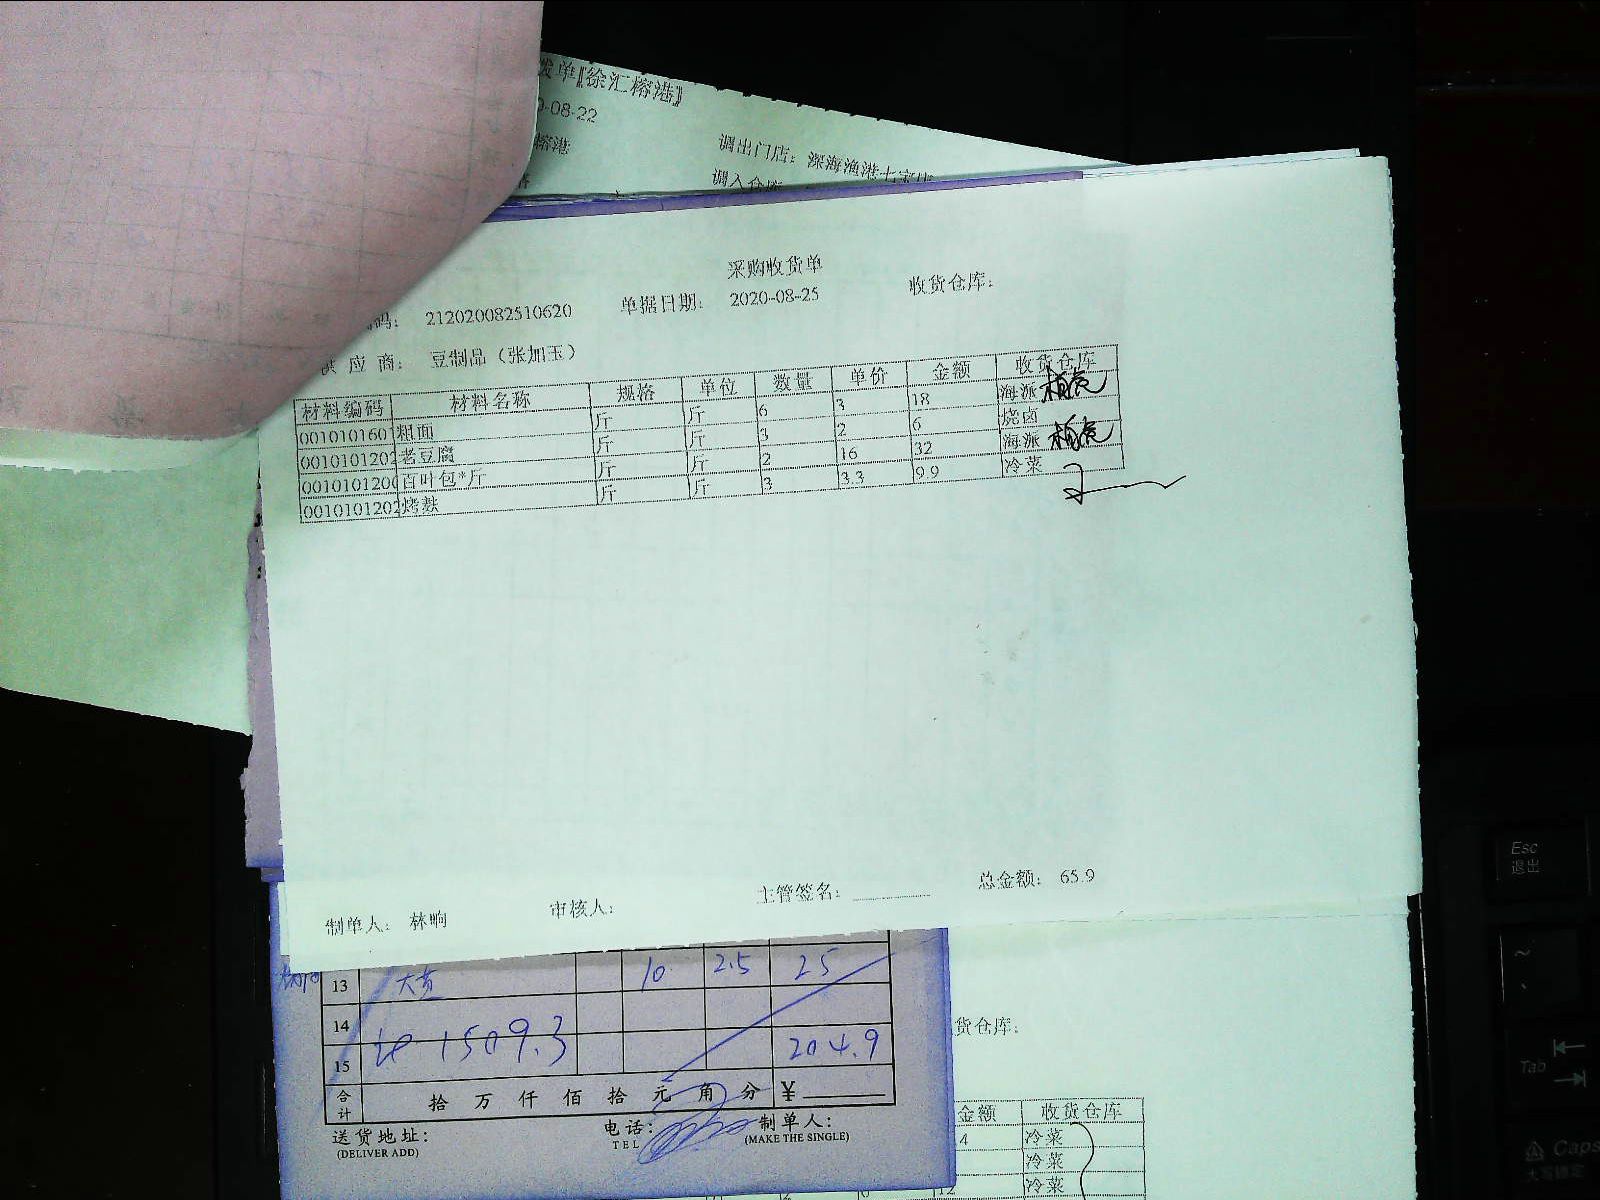 拨单『徐汇榕港』
0-08-22
榕港
调出门店：深海渔港七宝店
调入仓库
采购收货单
码： 212020082510620 单据日期： 2020-08-25 收货仓库：
供 应 商： 豆制品（张加玉）
材料编码 材料名称 规格 单位 数量 单价 金额 收货仓库
0010101601 粗面 斤 斤 6 3 18 海派
0010101202 老豆腐 斤 斤 3 2 6 烧卤
0010101200 百叶包*斤 斤 斤 2 16 32 海派
0010101202 烤麸 斤 斤 3 3.3 9.9 冷菜
制单人： 林晌 审核人： 主管签名： 总金额： 65.9
13 10 2.5 25
14
15 1509.3 204.9
合计 拾 万 仟 佰 拾 元 角 分 ¥
送货地址： 电话： 制单人：
(DELIVER ADD) TEL (MAKE THE SINGLE)
货仓库：
金额 收货仓库
4 冷菜
冷菜
2 6 12 冷菜
Esc
退出
~
Tab
Caps
大写锁定